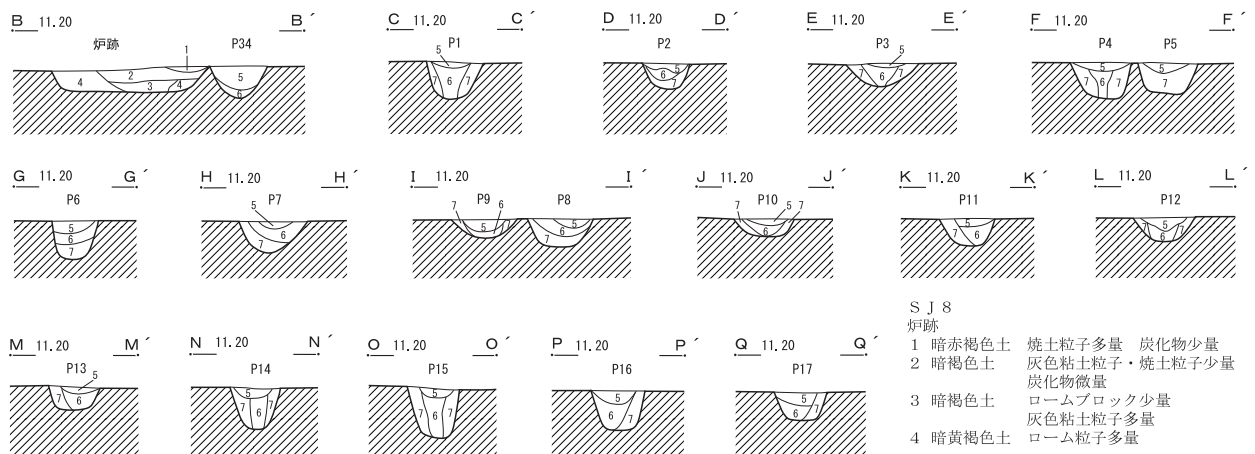 B 11.20 B´
炉跡 1 P34
2 4 3 4 5 6
C 11.20 C´
P1
5 7 6 7
D 11.20 D´
P2
5 6 7
E 11.20 E´
P3
5 7 6 7
F 11.20 F´
P4 P5
5 5
7 6 7 7
G 11.20 G´
P6
5
6
7
H 11.20 H´
P7
5 6 7
I 11.20 I´
P9 P8
7 5 6 7 5 6 7
J 11.20 J´
P10
7 6 5 7
K 11.20 K´
P11
5
7 6
L 11.20 L´
P12
5
7 6 7
M 11.20 M´
P13
5
7 6
N 11.20 N´
P14
5
7 6 7
O 11.20 O´
P15
5
7 6 7
P 11.20 P´
P16
5
6 7
Q 11.20 Q´
P17
5
6 7
SJ8
炉跡
1 暗赤褐色土 焼土粒子多量 炭化物少量
2 暗褐色土 灰色粘土粒子・焼土粒子少量
炭化物微量
3 暗褐色土 ロームブロック少量
灰色粘土粒子多量
4 暗黄褐色土 ローム粒子多量